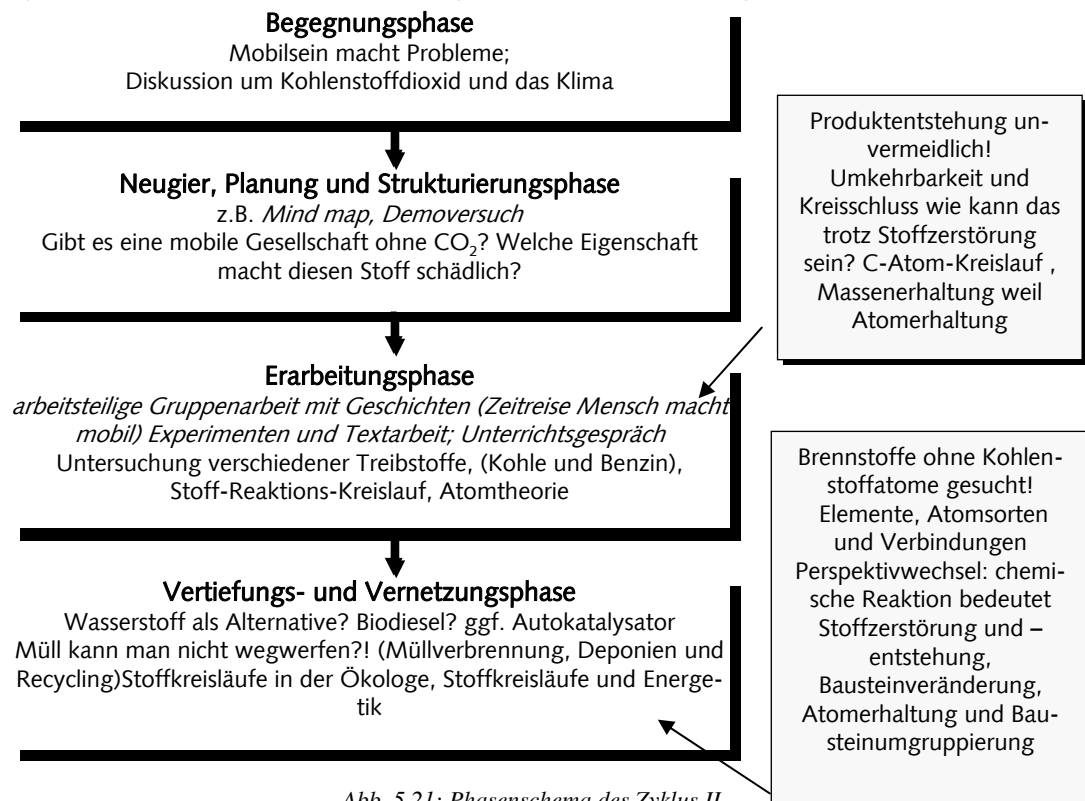 Begegnungsphase
Mobilsein macht Probleme;
Diskussion um Kohlenstoffdioxid und das Klima
Neugier, Planung und Strukturierungsphase
z.B. Mind map, Demoversuch
Gibt es eine mobile Gesellschaft ohne CO₂? Welche Eigenschaft
macht diesen Stoff schädlich?
Produktentstehung un-
vermeidlich!
Umkehrbarkeit und
Kreisschluss wie kann das
trotz Stoffzerstörung
sein? C-Atom-Kreislauf ,
Massenerhaltung weil
Atomerhaltung
Erarbeitungsphase
arbeitsteilige Gruppenarbeit mit Geschichten (Zeitreise Mensch macht
mobil) Experimenten und Textarbeit; Unterrichtsgespräch
Untersuchung verschiedener Treibstoffe, (Kohle und Benzin),
Stoff-Reaktions-Kreislauf, Atomtheorie
Brennstoffe ohne Kohlen-
stoffatome gesucht!
Elemente, Atomsorten
und Verbindungen
Perspektivwechsel: chemi-
sche Reaktion bedeutet
Stoffzerstörung und –
entstehung,
Bausteinveränderung,
Atomerhaltung und Bau-
steinumgruppierung
Vertiefungs- und Vernetzungsphase
Wasserstoff als Alternative? Biodiesel? ggf. Autokatalysator
Müll kann man nicht wegwerfen?! (Müllverbrennung, Deponien und
Recycling)Stoffkreisläufe in der Ökologe, Stoffkreisläufe und Energe-
tik
Abb. 5.21: Phasenschema des Zyklus II